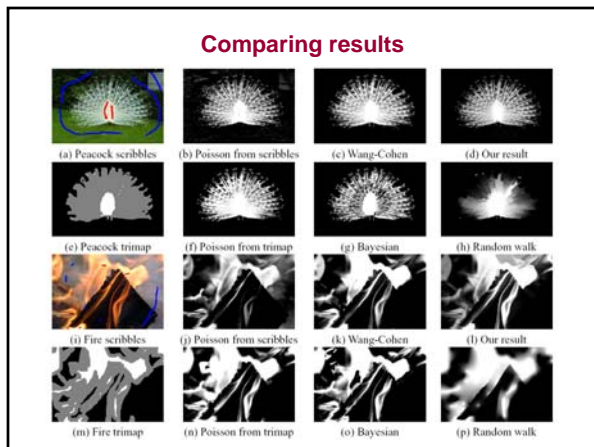 Comparing results
(a) Peacock scribbles (b) Poisson from scribbles (c) Wang-Cohen (d) Our result
(e) Peacock trimap (f) Poisson from trimap (g) Bayesian (h) Random walk
(i) Fire scribbles (j) Poisson from scribbles (k) Wang-Cohen (l) Our result
(m) Fire trimap (n) Poisson from trimap (o) Bayesian (p) Random walk